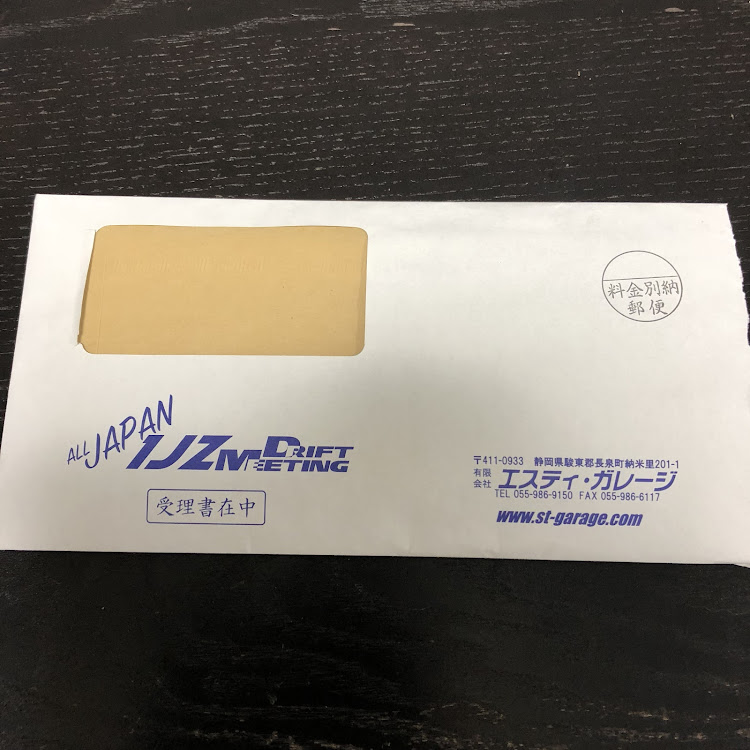 料金別納
郵便
ALL JAPAN 1JZ DRIFT MEETING
受理書在中
〒411-0933 静岡県駿東郡長泉町納米里201-1
有限会社 エスティ・ガレージ
TEL 055-986-9150 FAX 055-986-6117
www.st-garage.com